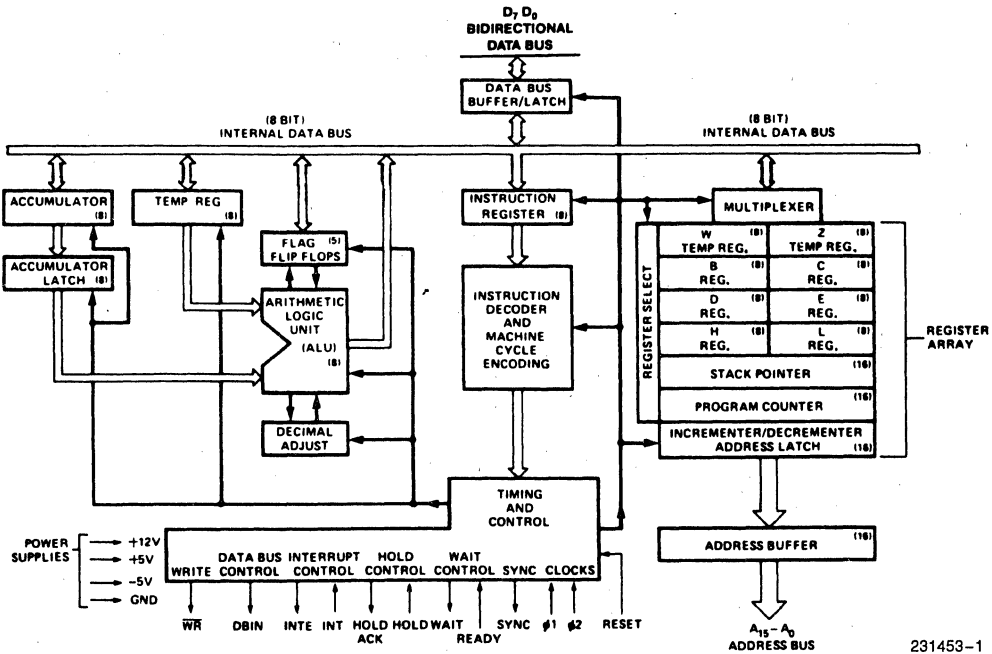 D7 D0
BIDIRECTIONAL
DATA BUS
DATA BUS
BUFFER/LATCH
(8 BIT)
INTERNAL DATA BUS
(8 BIT)
INTERNAL DATA BUS
ACCUMULATOR
(8)
TEMP REG
(8)
INSTRUCTION
REGISTER (8)
MULTIPLEXER
FLAG (5)
FLIP FLOPS
ACCUMULATOR
LATCH (8)
ARITHMETIC
LOGIC
UNIT
(ALU)
(8)
DECIMAL
ADJUST
INSTRUCTION
DECODER
AND
MACHINE
CYCLE
ENCODING
REGISTER SELECT
W (8)
TEMP REG.
Z (8)
TEMP REG.
B (8)
REG.
C (8)
REG.
D (8)
REG.
E (8)
REG.
H (8)
REG.
L (8)
REG.
STACK POINTER (16)
PROGRAM COUNTER (16)
INCREMENTER/DECREMENTER
ADDRESS LATCH (16)
REGISTER
ARRAY
TIMING
AND
CONTROL
WRITE
DATA BUS
CONTROL
INTERRUPT
CONTROL
HOLD
CONTROL
WAIT
CONTROL
SYNC
CLOCKS
POWER
SUPPLIES
+12V
+5V
-5V
GND
WR
DBIN
INTE
INT
HOLD
ACK
HOLD
WAIT
READY
SYNC
ϕ1
ϕ2
RESET
ADDRESS BUFFER (16)
A15-A0
ADDRESS BUS
231453-1